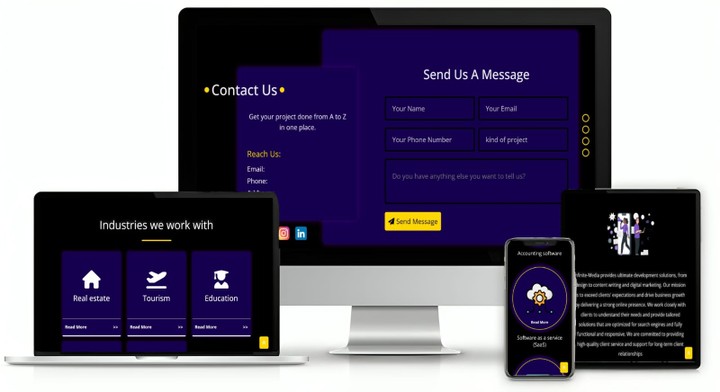 Contact Us
Get your project done from A to Z
in one place.
Reach Us:
Email:
Phone:
Send Us A Message
Your Name
Your Email
Your Phone Number
kind of project
Do you have anything else you want to tell us?
Send Message
Industries we work with
Real estate
Tourism
Education
Read More >>
Read More >>
Read More >>
Accounting software
Read More
Software as a service
(SaaS)
Media provides ultimate development solutions, from
design to content writing and digital marketing. Our mission
is to exceed clients' expectations and drive business growth
by delivering a strong online presence. We work closely with
clients to understand their needs and provide tailored
solutions that are optimized for search engines and fully
functional and responsive. We are committed to providing
high-quality client service and support for long-term client
relationships